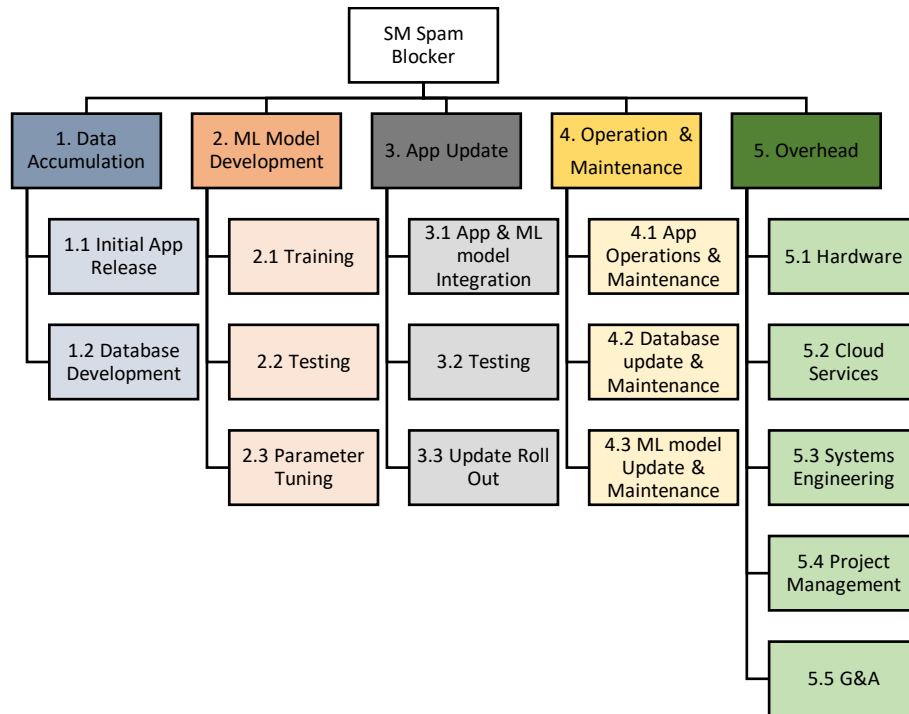 SM Spam
Blocker
1. Data
Accumulation
2. ML Model
Development
3. App Update
4. Operation &
Maintenance
5. Overhead
1.1 Initial App
Release
2.1 Training
3.1 App & ML
model
Integration
4.1 App
Operations &
Maintenance
5.1 Hardware
1.2 Database
Development
2.2 Testing
3.2 Testing
4.2 Database
update &
Maintenance
5.2 Cloud
Services
2.3 Parameter
Tuning
3.3 Update Roll
Out
4.3 ML model
Update &
Maintenance
5.3 Systems
Engineering
5.4 Project
Management
5.5 G&A